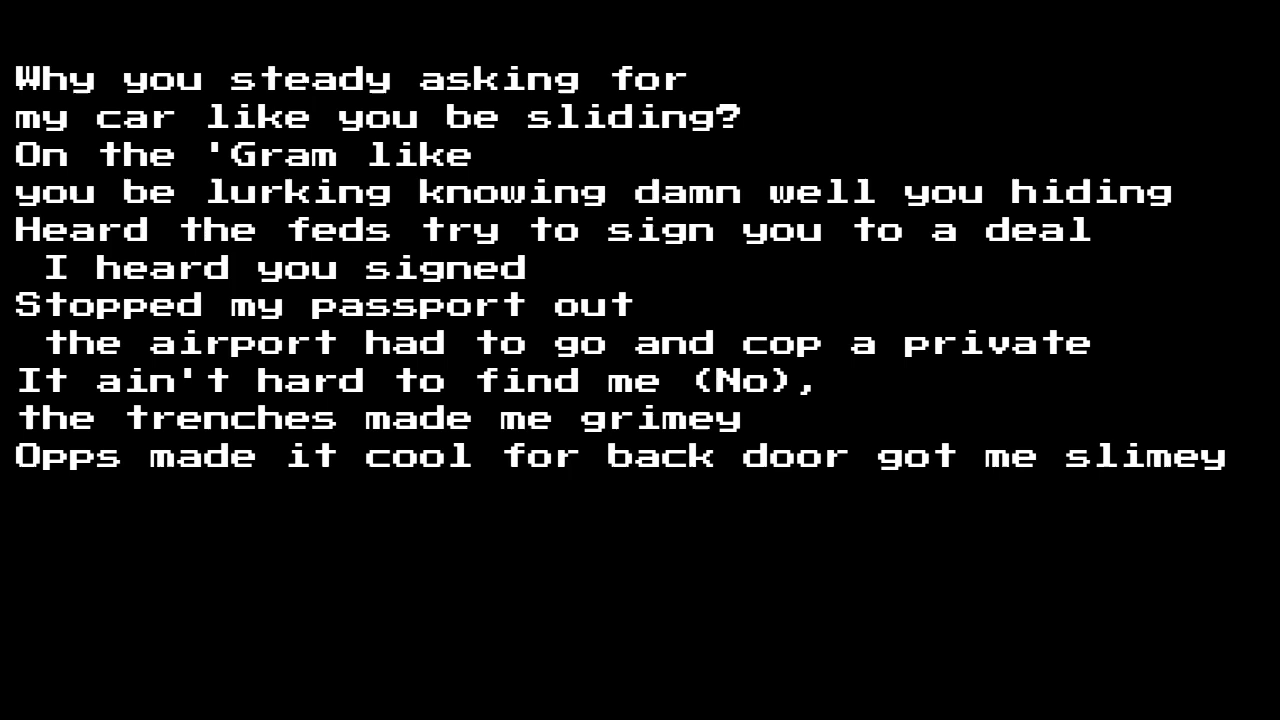 Why you steady asking for
my car like you be sliding?
On the 'Gram like
you be lurking knowing damn well you hiding
Heard the feds try to sign you to a deal
I heard you signed
Stopped my passport out
the airport had to go and cop a private
It ain't hard to find me (No),
the trenches made me grimey
Opps made it cool for back door got me slimey